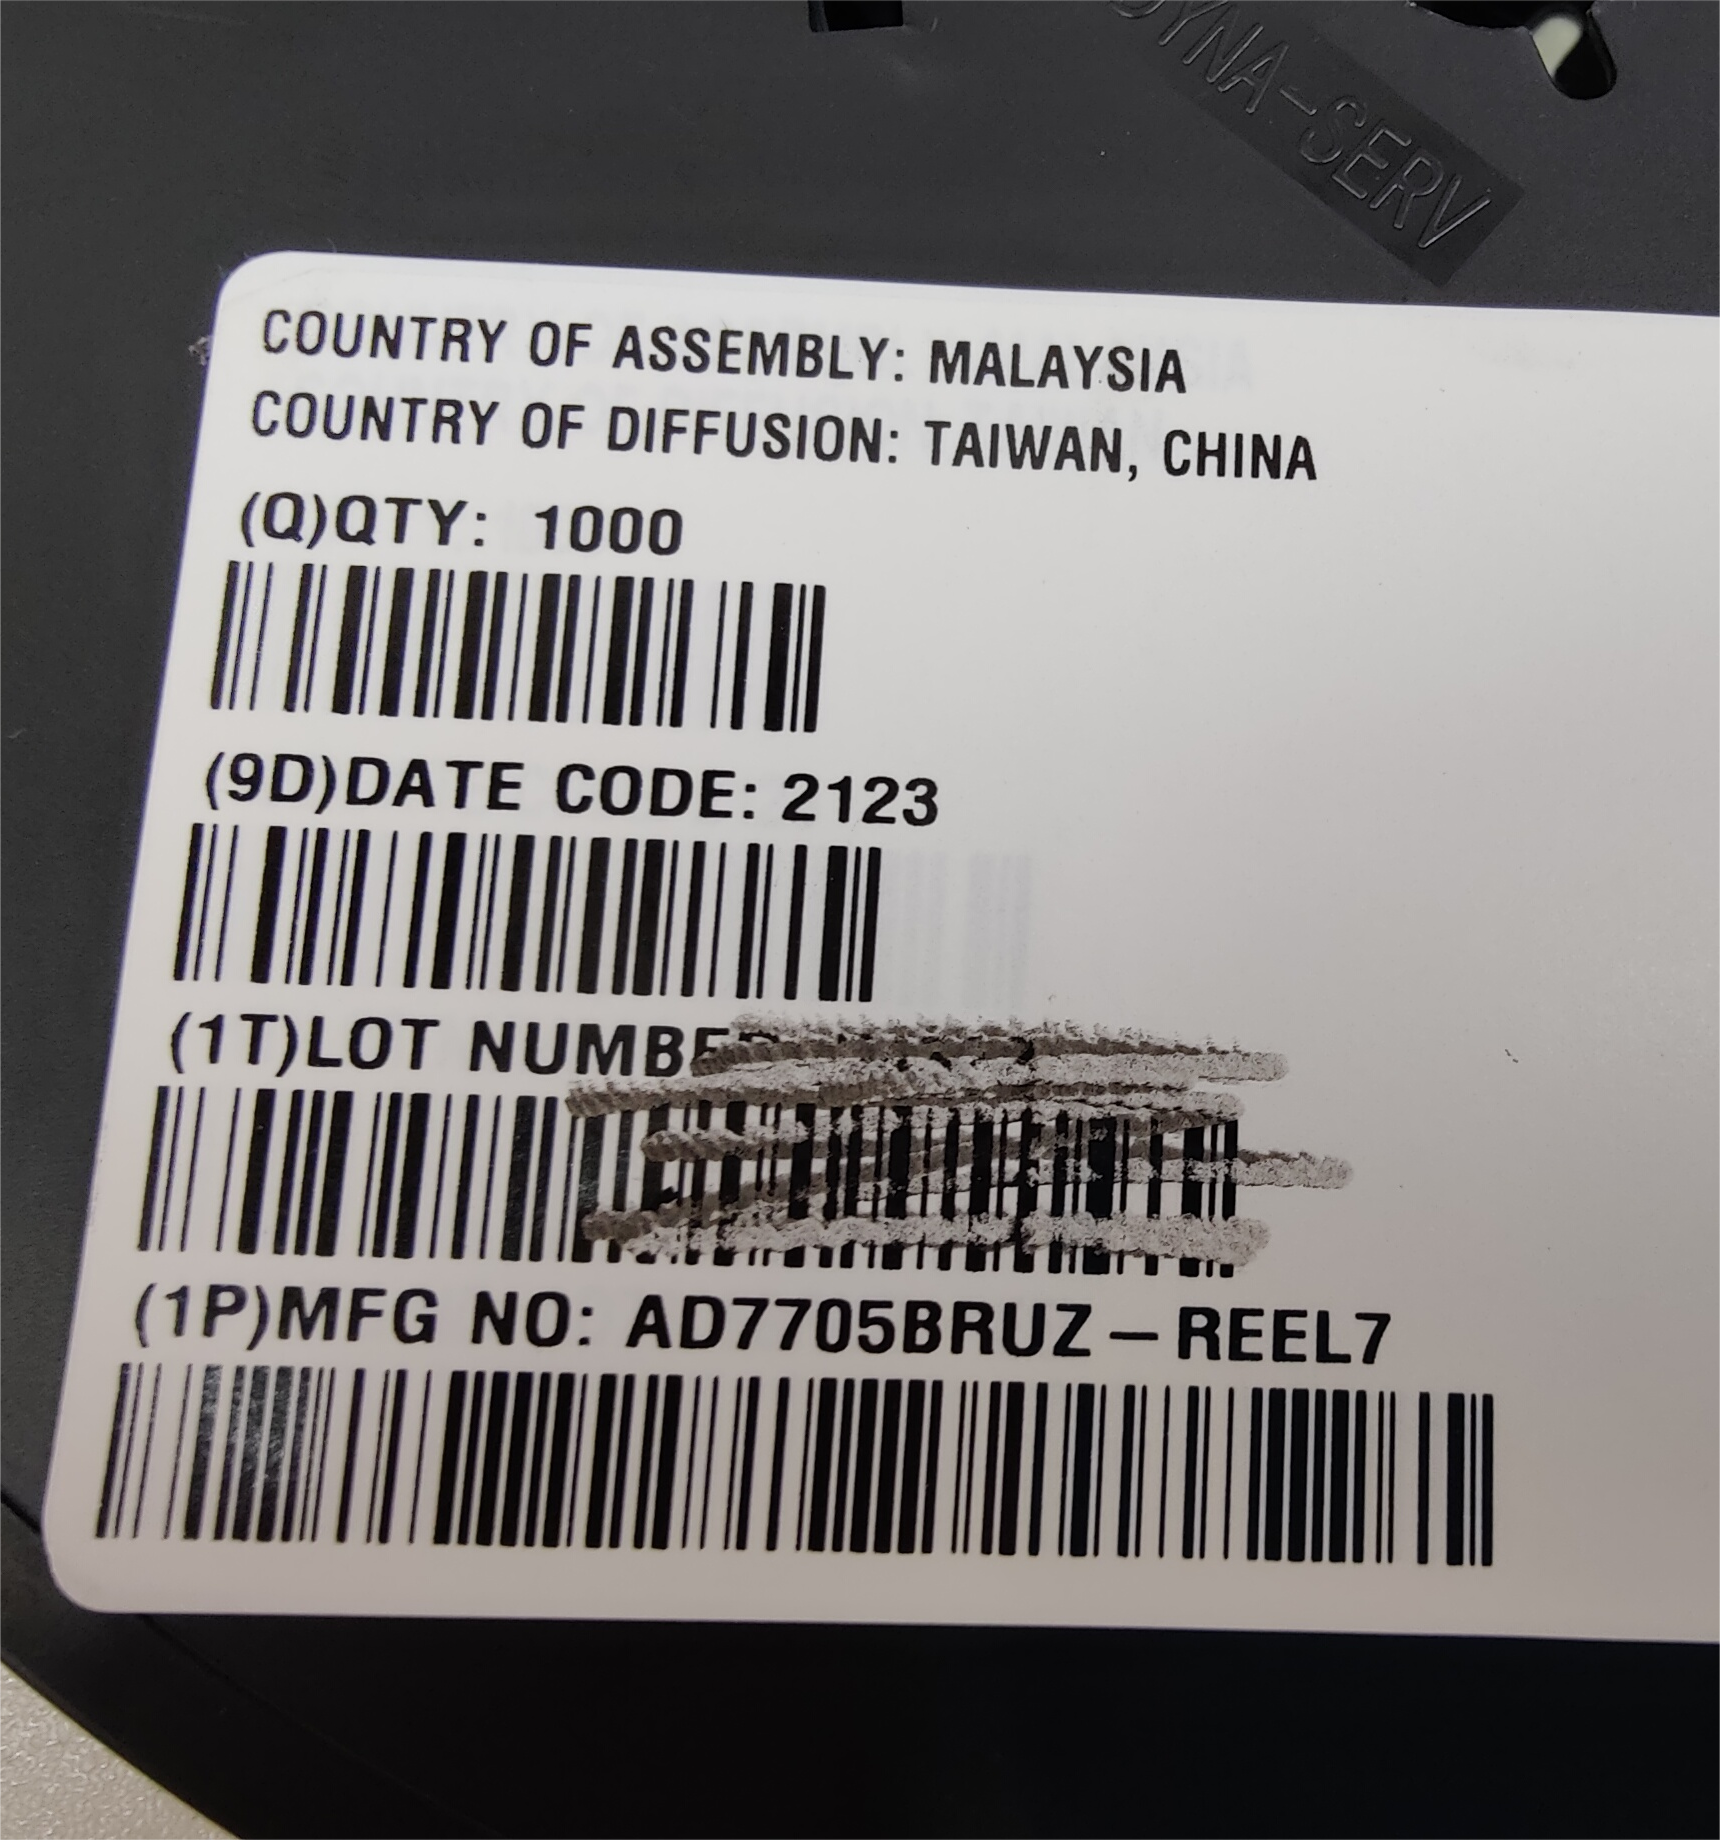 DYNA-SERV
COUNTRY OF ASSEMBLY: MALAYSIA
COUNTRY OF DIFFUSION: TAIWAN, CHINA
(Q)QTY: 1000
(9D)DATE CODE: 2123
(1T)LOT NUMBER
(1P)MFG NO: AD7705BRUZ-REEL7